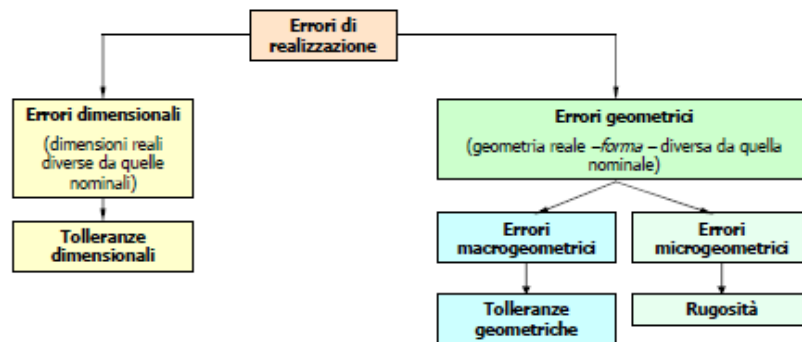 Errori di
realizzazione
Errori dimensionali
(dimensioni reali
diverse da quelle
nominali)
Tolleranze
dimensionali
Errori geometrici
(geometria reale –forma – diversa da quella
nominale)
Errori
macrogeometrici
Tolleranze
geometriche
Errori
microgeometrici
Rugosità